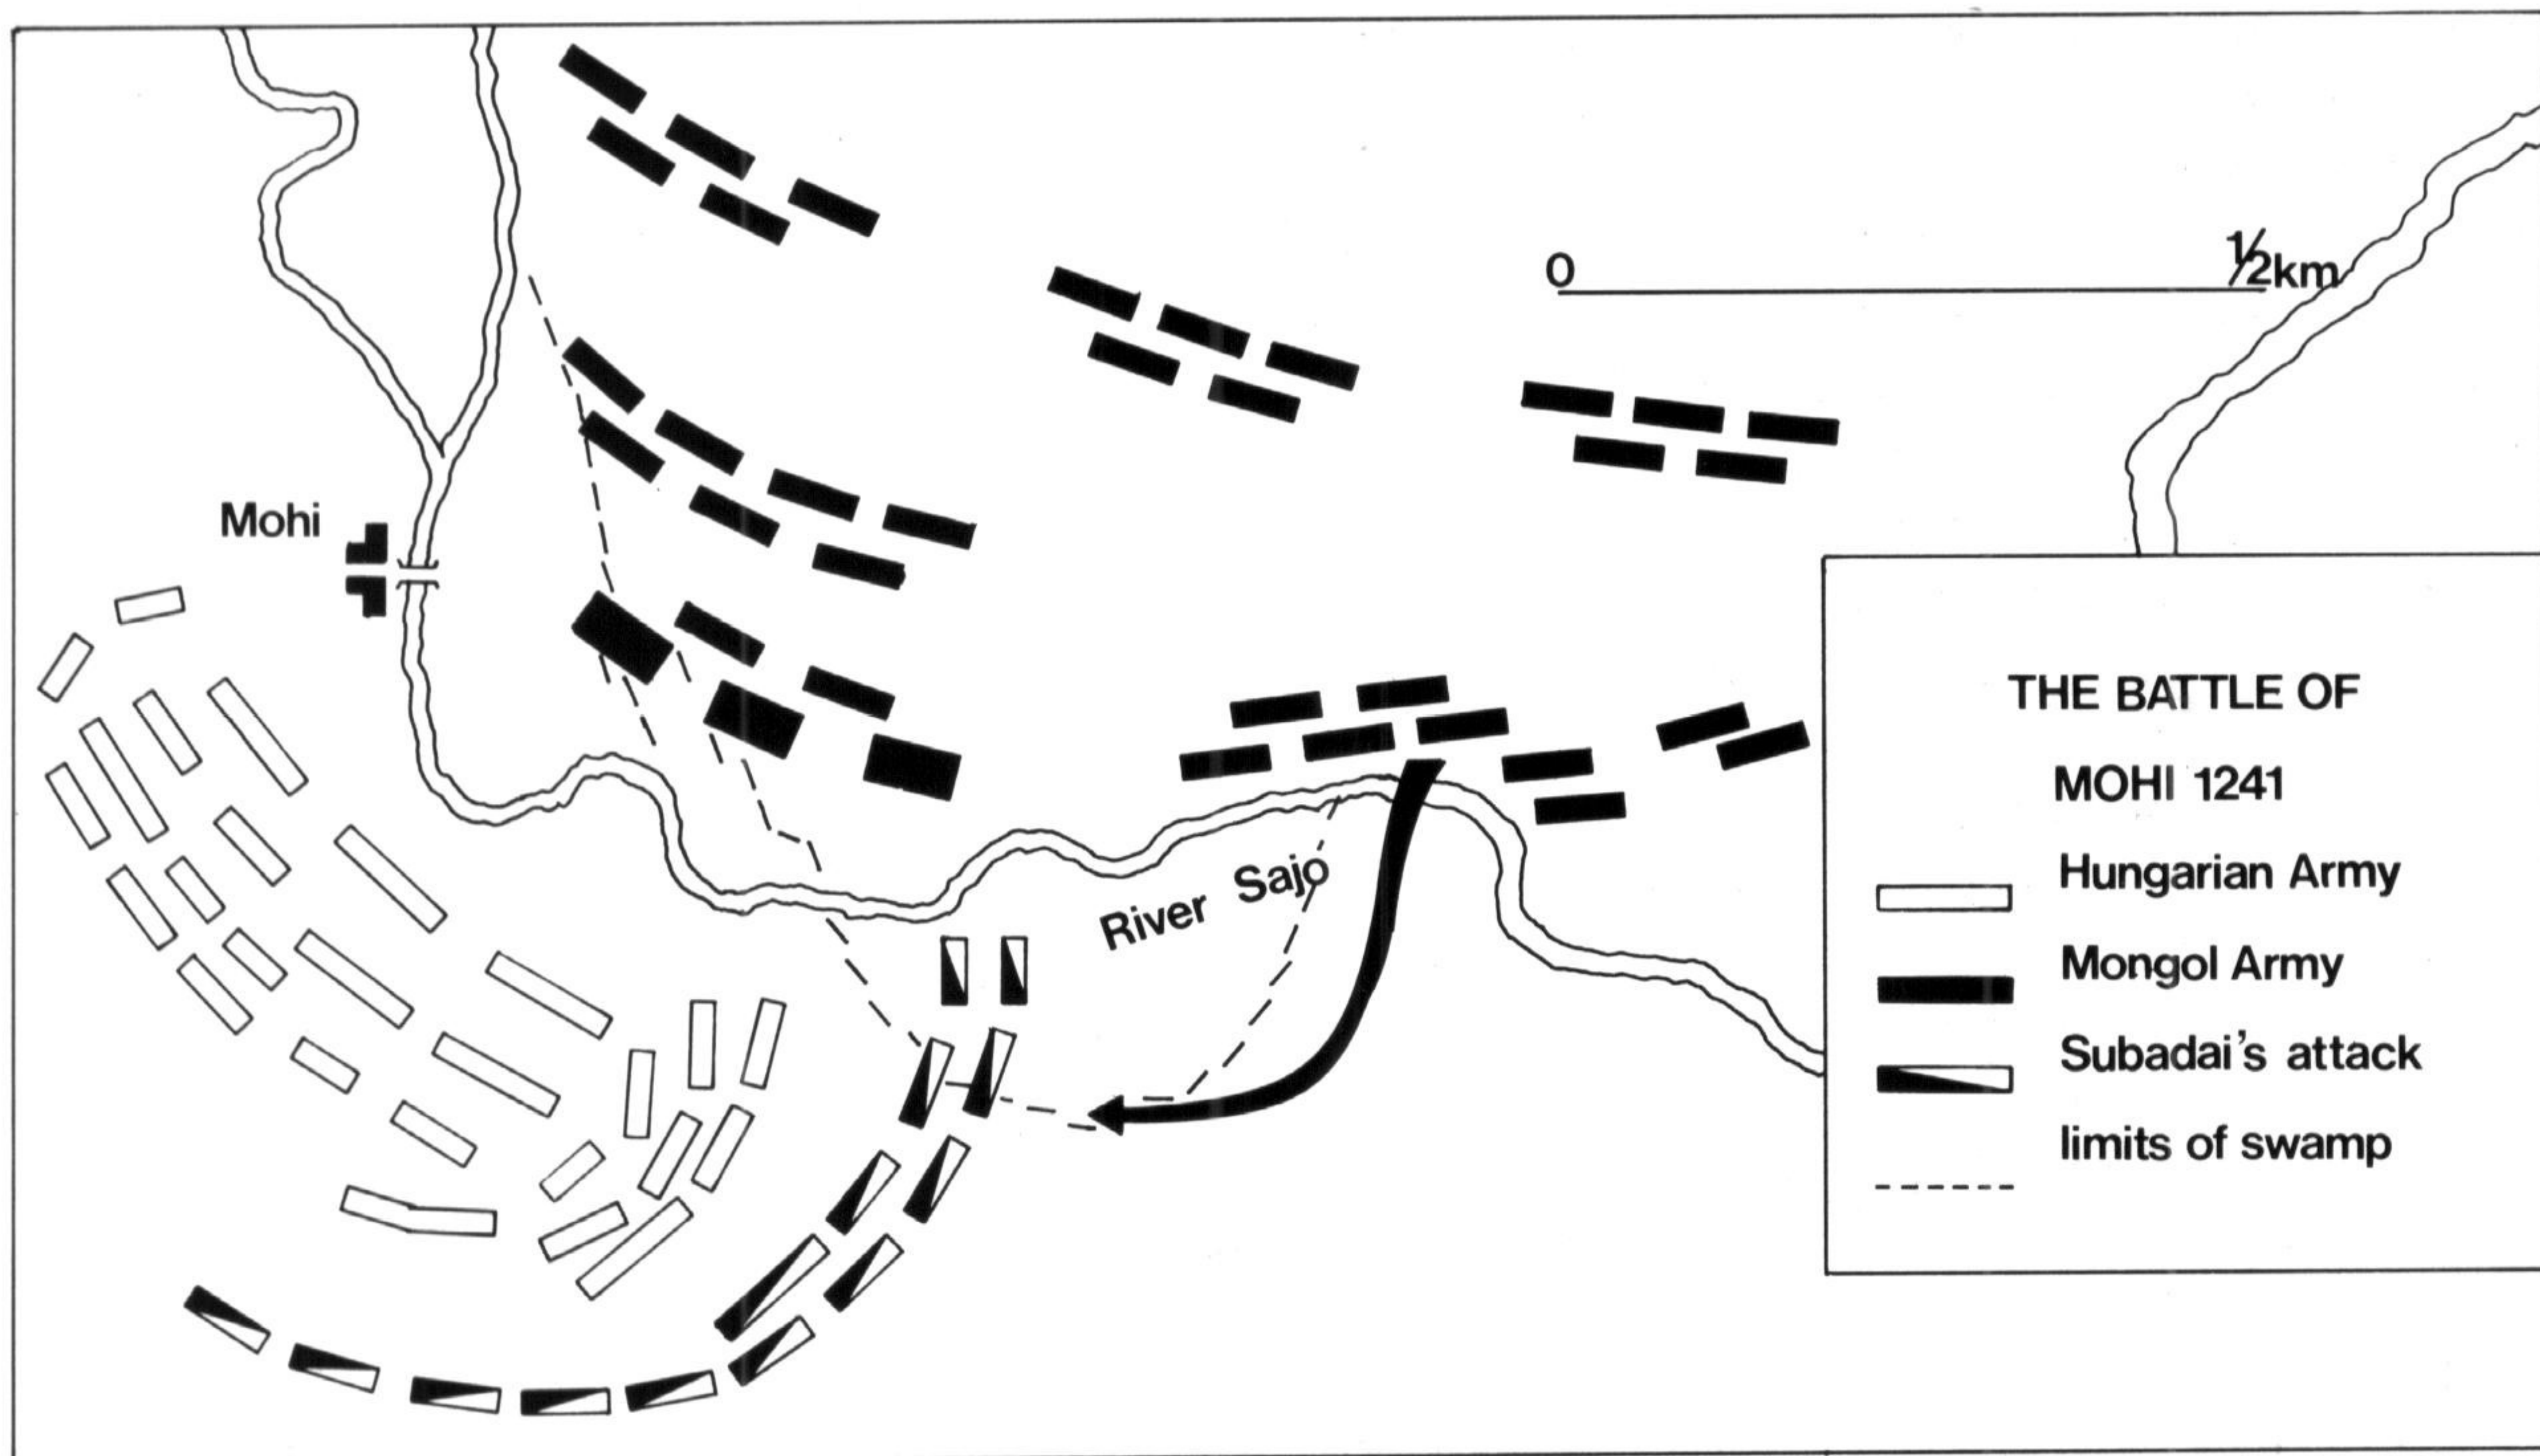 0 ½km
Mohi
River Sajo
THE BATTLE OF
MOHI 1241
Hungarian Army
Mongol Army
Subadai's attack
limits of swamp